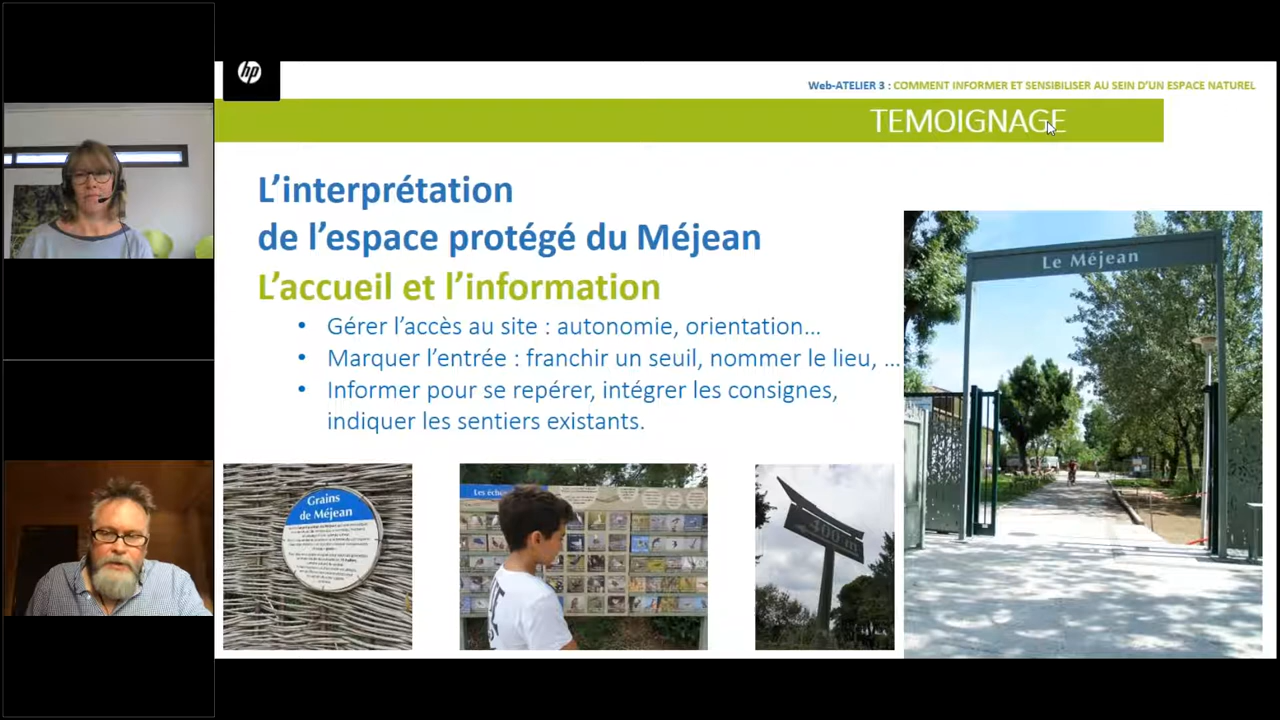 hp
Web-ATELIER 3 : COMMENT INFORMER ET SENSIBILISER AU SEIN D'UN ESPACE NATUREL
TEMOIGNAGE
L’interprétation
de l’espace protégé du Méjean
L’accueil et l’information
• Gérer l’accès au site : autonomie, orientation…
• Marquer l’entrée : franchir un seuil, nommer le lieu, …
• Informer pour se repérer, intégrer les consignes,
indiquer les sentiers existants.
Le Méjean
Grains
de Méjean
Les
400 m